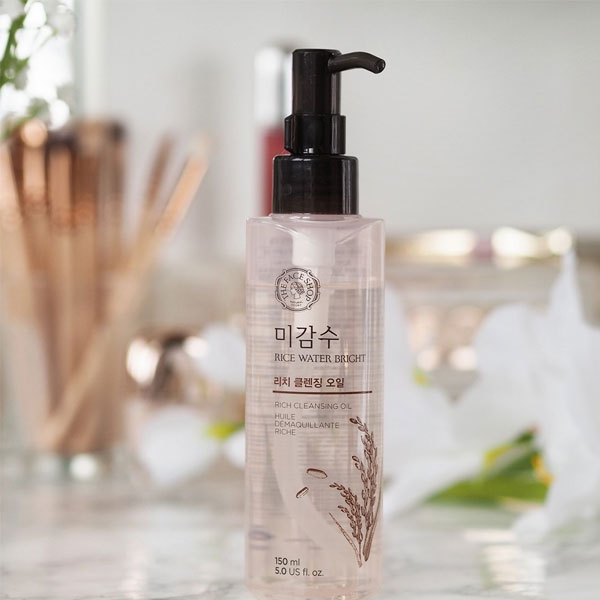 THE FACE SHOP
미감수
RICE WATER BRIGHT
리치 클렌징 오일
RICH CLEANSING OIL
HUILE
DEMAQUILLANTE
RICHE
150 ml
5.0 US fl. oz.